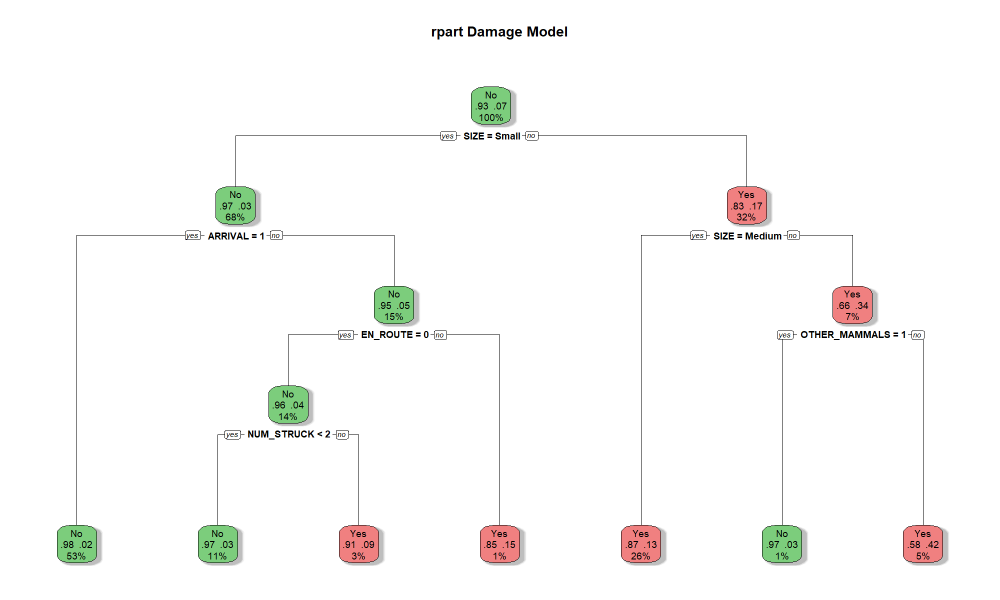 rpart Damage Model
No
.93 .07
100%
yes SIZE = Small no
No
.97 .03
68%
Yes
.83 .17
32%
yes ARRIVAL = 1 no
yes SIZE = Medium no
No
.95 .05
15%
Yes
.66 .34
7%
yes EN_ROUTE = 0 no
yes OTHER_MAMMALS = 1 no
No
.96 .04
14%
yes NUM_STRUCK < 2 no
No
.98 .02
53%
No
.97 .03
11%
Yes
.91 .09
3%
Yes
.85 .15
1%
Yes
.87 .13
26%
No
.97 .03
1%
Yes
.58 .42
5%